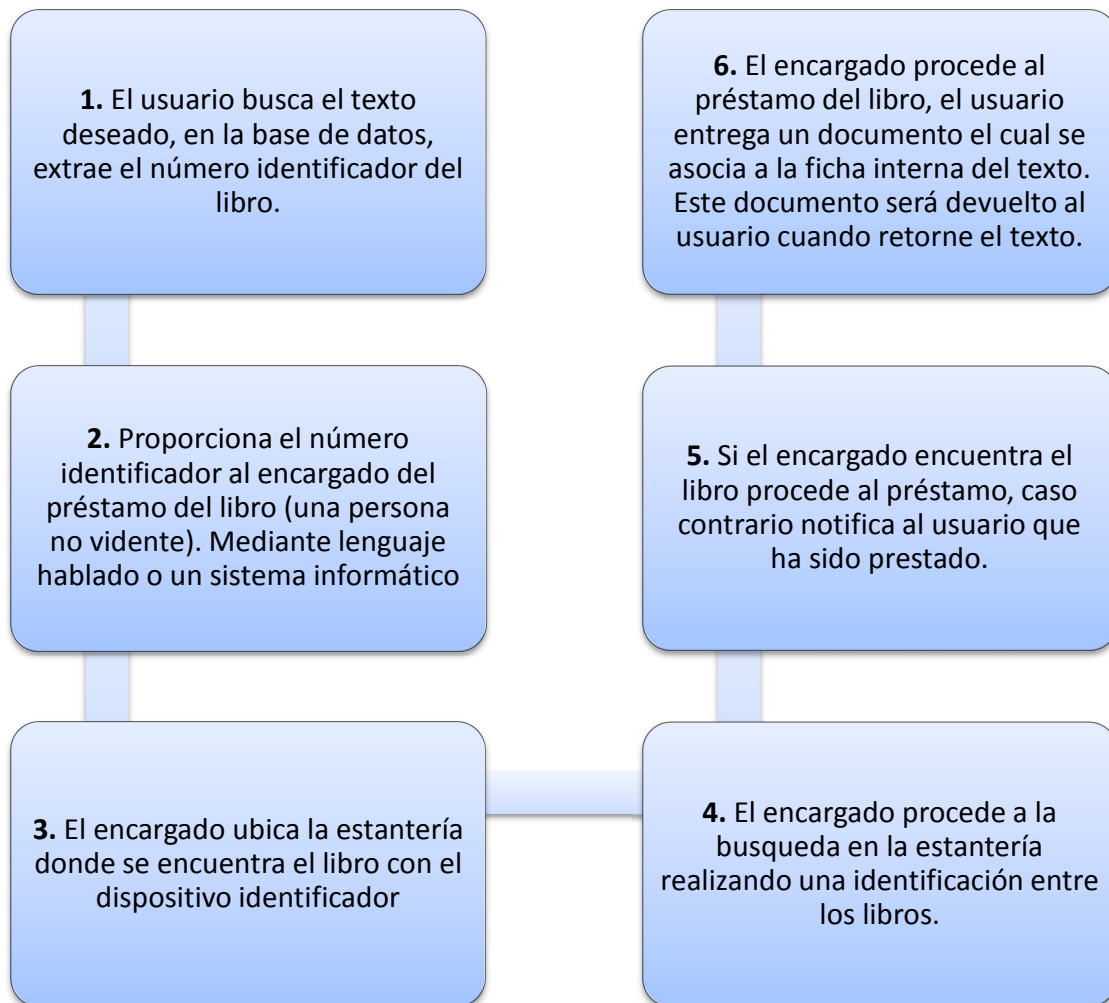 1. El usuario busca el texto
deseado, en la base de datos,
extrae el número identificador del
libro.
2. Proporciona el número
identificador al encargado del
préstamo del libro (una persona
no vidente). Mediante lenguaje
hablado o un sistema informático
3. El encargado ubica la estantería
donde se encuentra el libro con el
dispositivo identificador
4. El encargado procede a la
busqueda en la estantería
realizando una identificación entre
los libros.
5. Si el encargado encuentra el
libro procede al préstamo, caso
contrario notifica al usuario que
ha sido prestado.
6. El encargado procede al
préstamo del libro, el usuario
entrega un documento el cual se
asocia a la ficha interna del texto.
Este documento será devuelto al
usuario cuando retorne el texto.